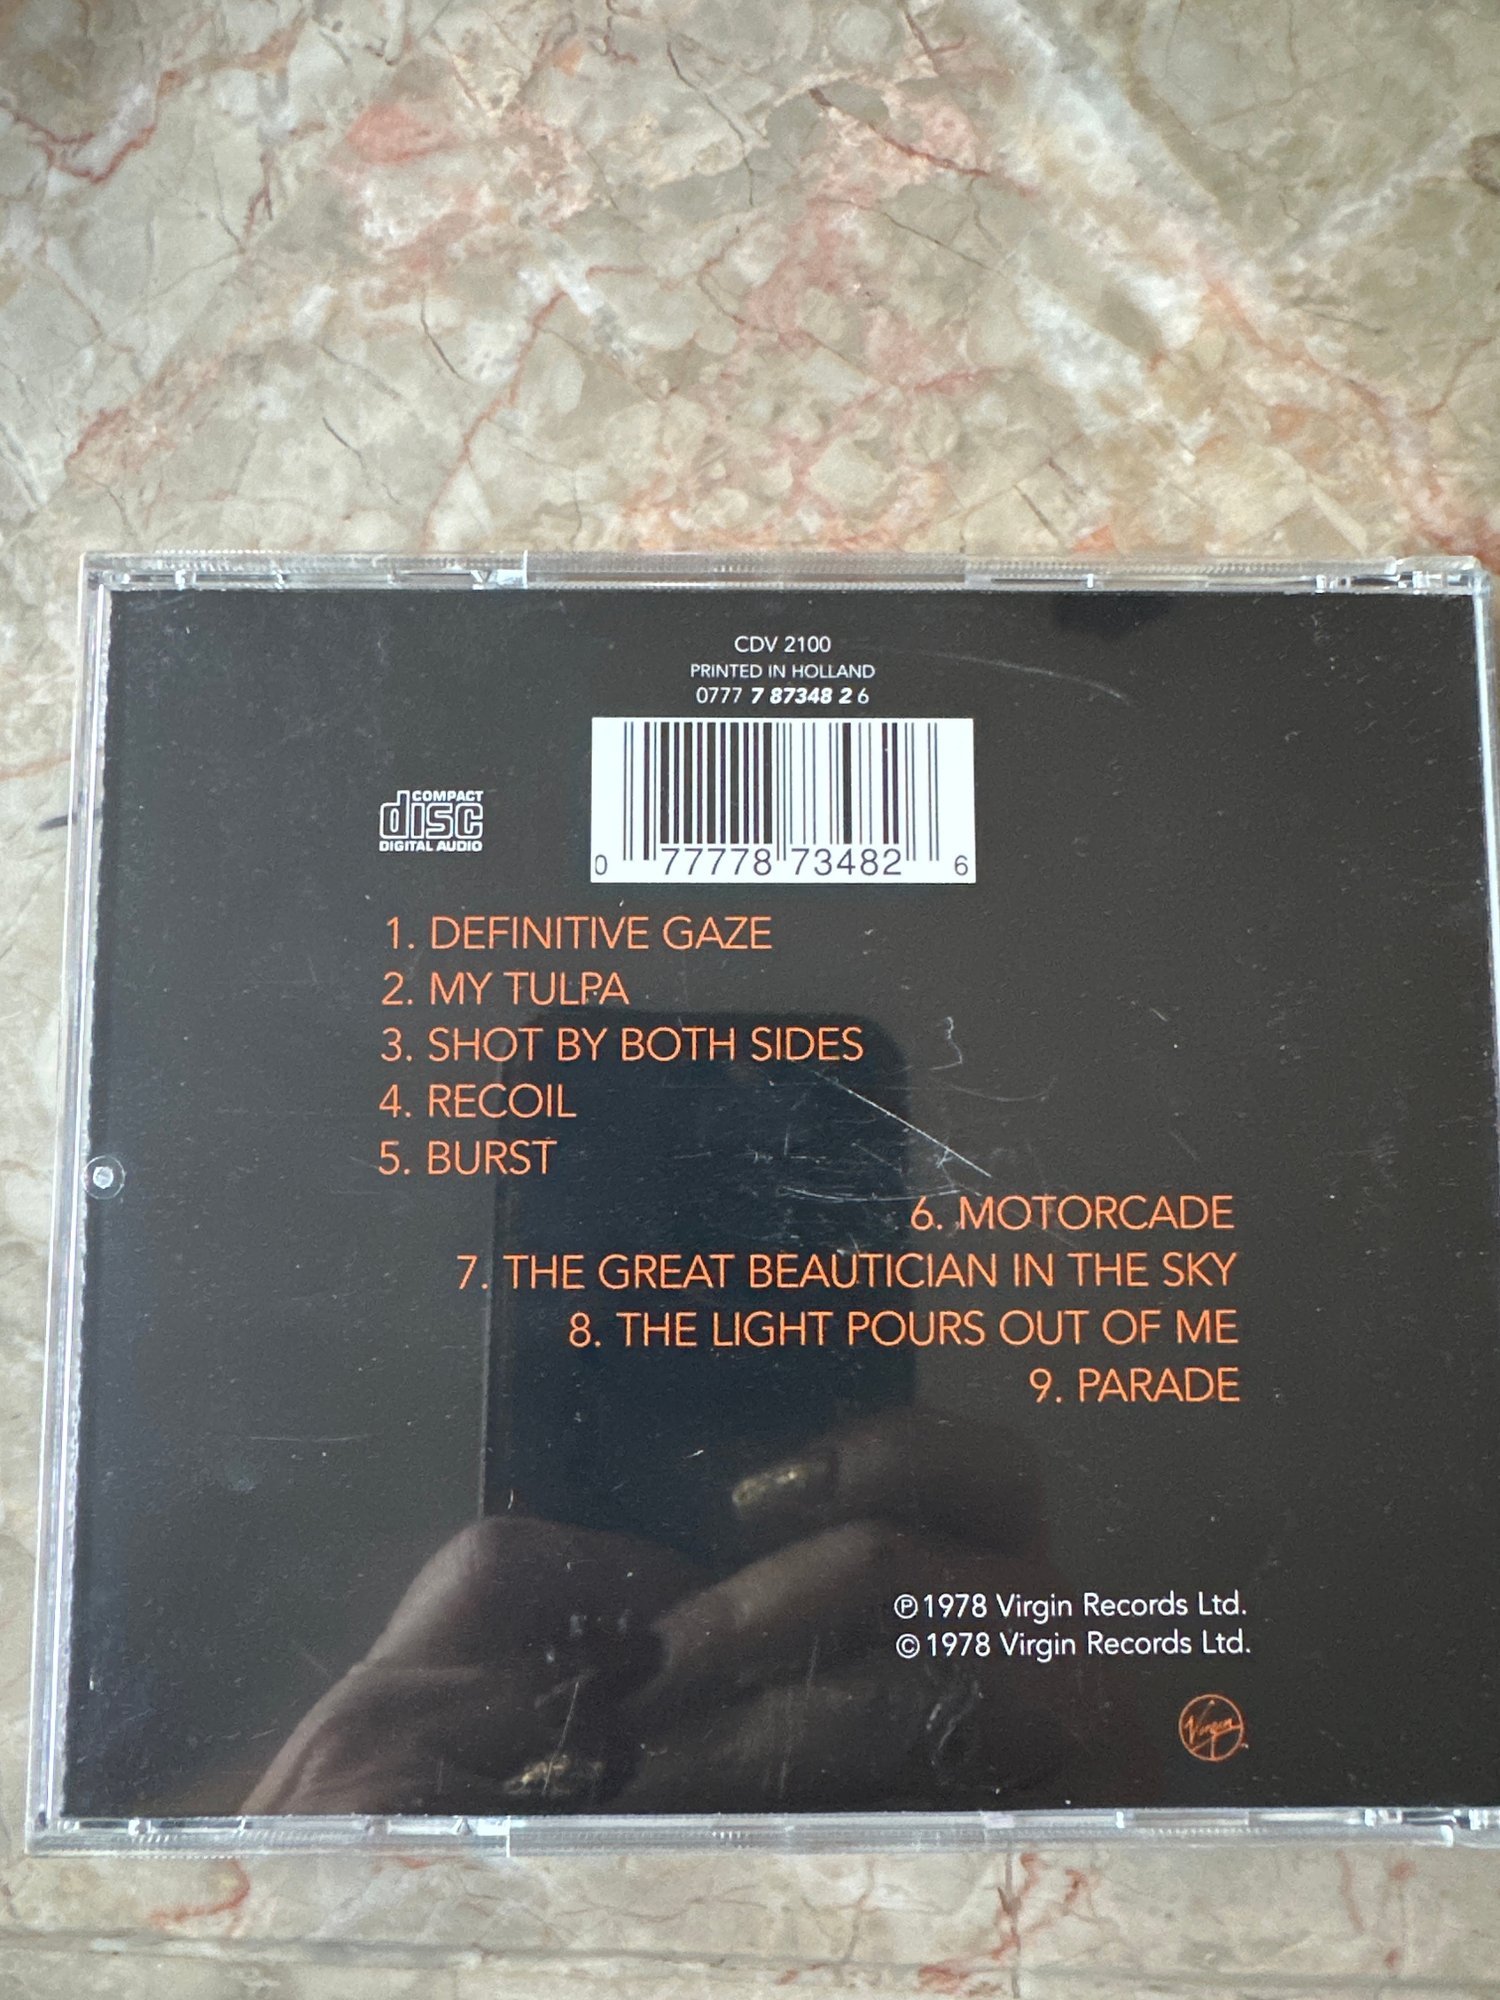 CDV 2100
PRINTED IN HOLLAND
0777 7 87348 2 6
COMPACT
disc
DIGITAL AUDIO
0 77778 73482 6
1. DEFINITIVE GAZE
2. MY TULPA
3. SHOT BY BOTH SIDES
4. RECOIL
5. BURST
6. MOTORCADE
7. THE GREAT BEAUTICIAN IN THE SKY
8. THE LIGHT POURS OUT OF ME
9. PARADE
℗1978 Virgin Records Ltd.
©1978 Virgin Records Ltd.
Virgin